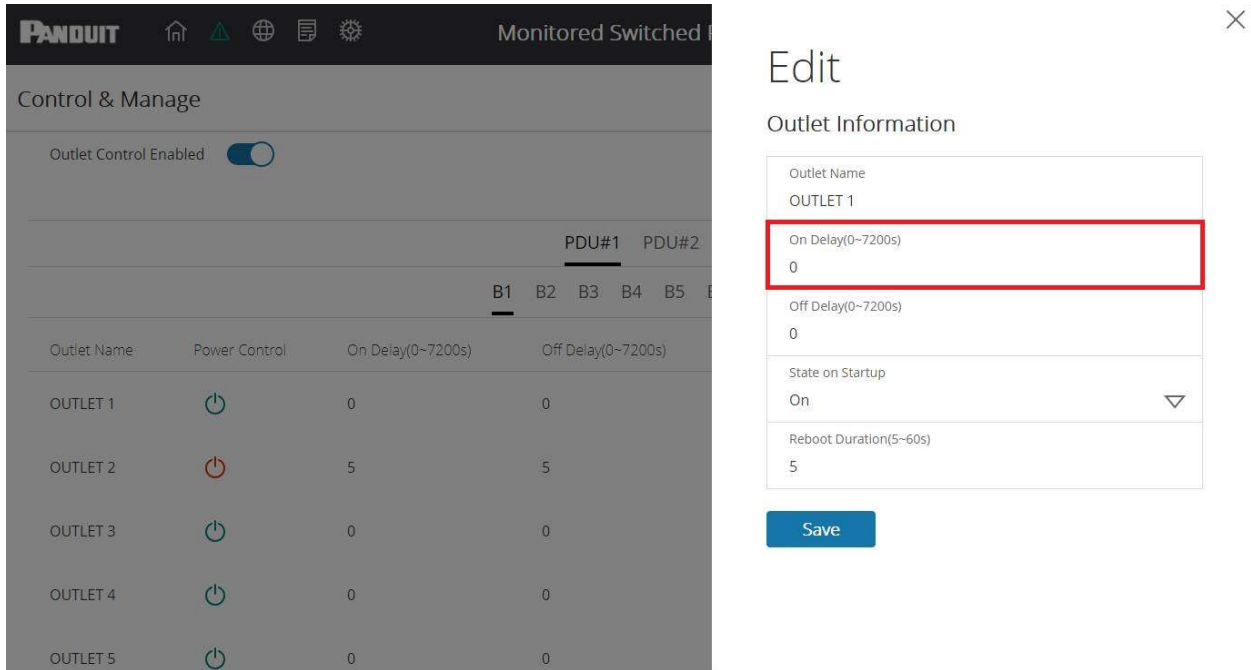 PANDUIT
Monitored Switched
Control & Manage
Outlet Control Enabled
PDU#1 PDU#2
B1 B2 B3 B4 B5
Outlet Name Power Control On Delay(0~7200s) Off Delay(0~7200s)
OUTLET 1 0 0
OUTLET 2 5 5
OUTLET 3 0 0
OUTLET 4 0 0
OUTLET 5 0 0
Edit
Outlet Information
Outlet Name
OUTLET 1
On Delay(0~7200s)
0
Off Delay(0~7200s)
0
State on Startup
On
Reboot Duration(5~60s)
5
Save